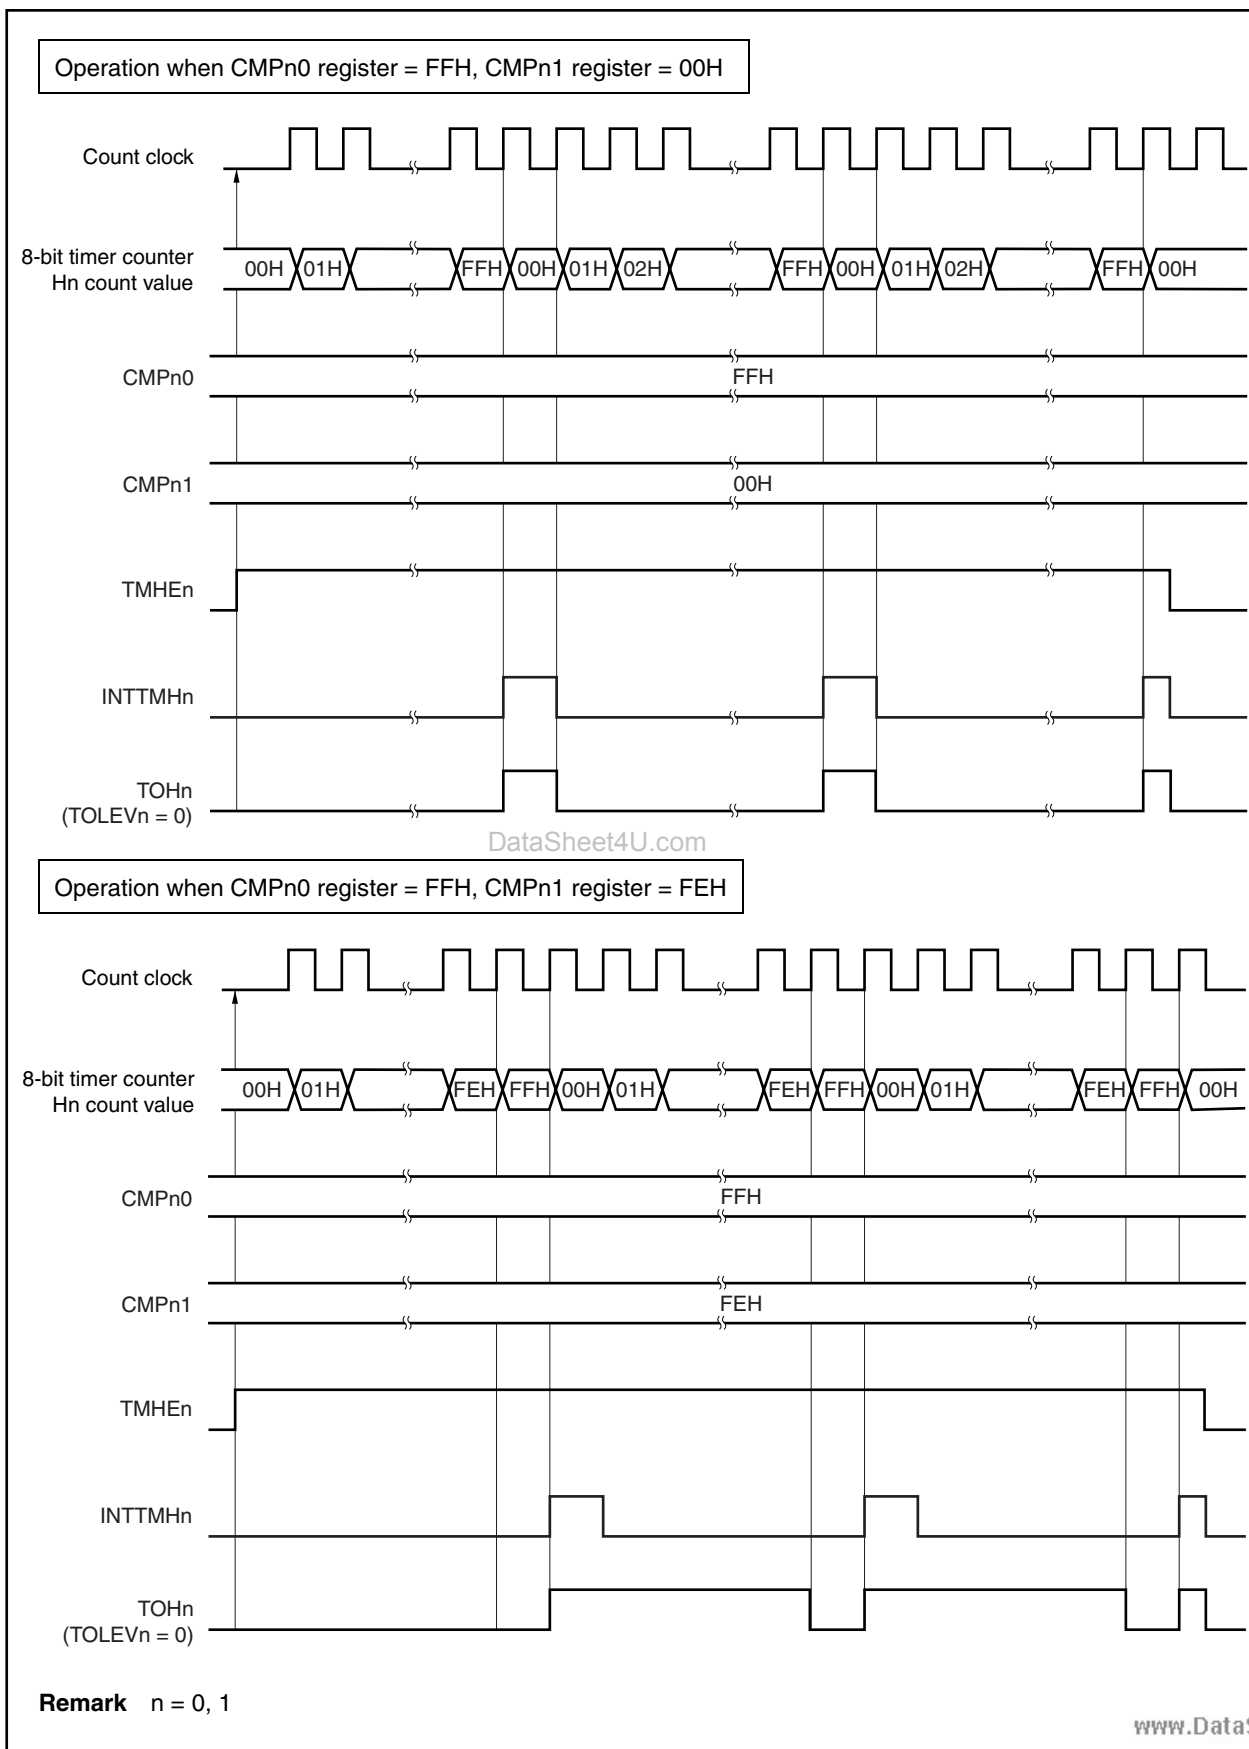 Operation when CMPn0 register = FFH, CMPn1 register = 00H
Count clock
8-bit timer counter
Hn count value
00H 01H FFH 00H 01H 02H FFH 00H 01H 02H FFH 00H
CMPn0
FFH
CMPn1
00H
TMHEn
INTTMHn
TOHn
(TOLEVn = 0)
DataSheet4U.com
Operation when CMPn0 register = FFH, CMPn1 register = FEH
Count clock
8-bit timer counter
Hn count value
00H 01H FEH FFH 00H 01H FEH FFH 00H 01H FEH FFH 00H
CMPn0
FFH
CMPn1
FEH
TMHEn
INTTMHn
TOHn
(TOLEVn = 0)
Remark n = 0, 1
www.DataS